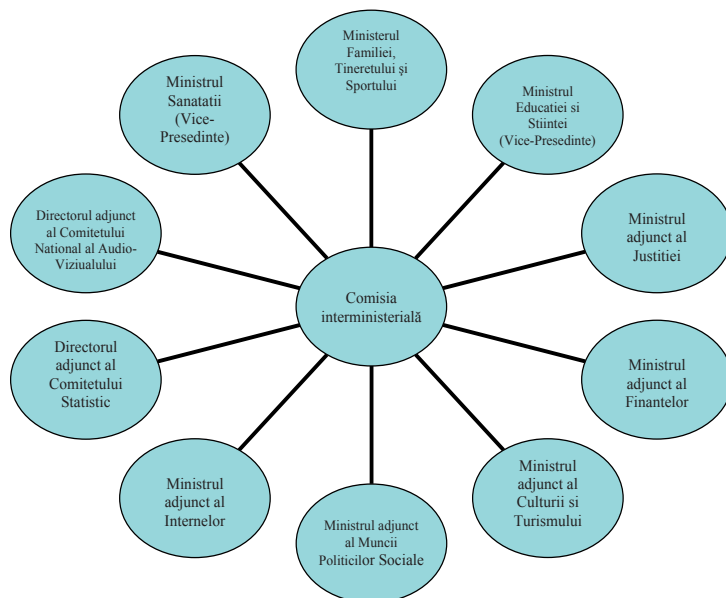 Ministerul
Familiei,
Tineretului şi
Sportului
Ministrul
Sanatatii
(Vice-
Presedinte)
Ministrul
Educatiei si
Stiintei
(Vice-Presedinte)
Directorul adjunct
al Comitetului
National al Audio-
Viziualului
Ministrul
adjunct al
Justitiei
Comisia
interministerială
Directorul
adjunct al
Comitetului
Statistic
Ministrul
adjunct al
Finantelor
Ministrul
adjunct al
Internelor
Ministrul
adjunct al
Culturii si
Turismului
Ministrul adjunct
al Muncii
Politicilor Sociale